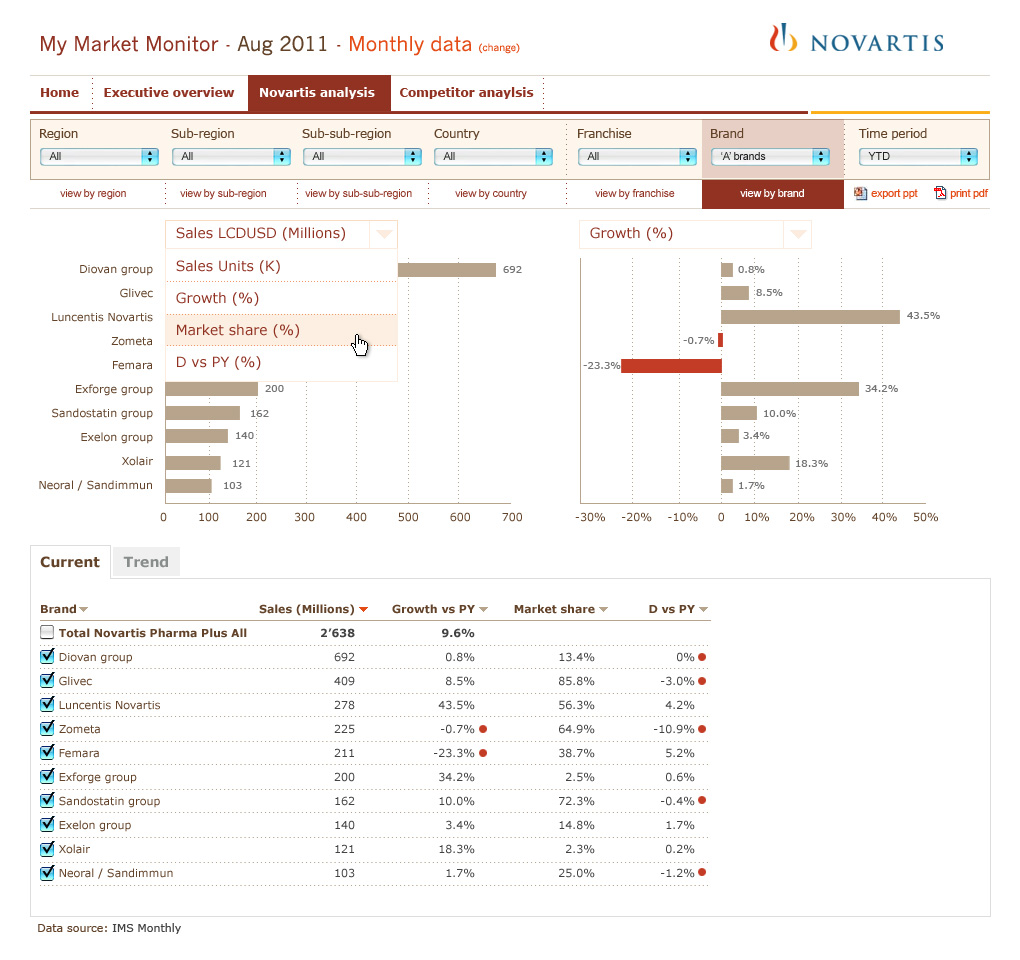 My Market Monitor · Aug 2011 · Monthly data (change)
NOVARTIS
Home Executive overview Novartis analysis Competitor anaylsis
Region Sub-region Sub-sub-region Country Franchise Brand Time period
All All All All All 'A' brands YTD
view by region view by sub-region view by sub-sub-region view by country view by franchise view by brand export ppt print pdf
Sales LCDUSD (Millions)
Sales Units (K)
Growth (%)
Market share (%)
D vs PY (%)
Diovan group 692
Glivec
Luncentis Novartis
Zometa
Femara
Exforge group 200
Sandostatin group 162
Exelon group 140
Xolair 121
Neoral / Sandimmun 103
0 100 200 300 400 500 600 700
Growth (%)
0.8%
8.5%
43.5%
-0.7%
-23.3%
34.2%
10.0%
3.4%
18.3%
1.7%
-30% -20% -10% 0 10% 20% 30% 40% 50%
Current Trend
Brand Sales (Millions) Growth vs PY Market share D vs PY
Total Novartis Pharma Plus All 2’638 9.6%
Diovan group 692 0.8% 13.4% 0%
Glivec 409 8.5% 85.8% -3.0%
Luncentis Novartis 278 43.5% 56.3% 4.2%
Zometa 225 -0.7% 64.9% -10.9%
Femara 211 -23.3% 38.7% 5.2%
Exforge group 200 34.2% 2.5% 0.6%
Sandostatin group 162 10.0% 72.3% -0.4%
Exelon group 140 3.4% 14.8% 1.7%
Xolair 121 18.3% 2.3% 0.2%
Neoral / Sandimmun 103 1.7% 25.0% -1.2%
Data source: IMS Monthly